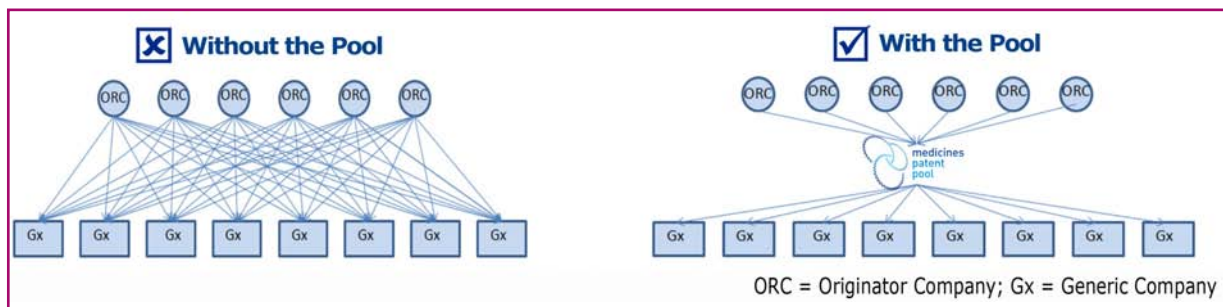 Without the Pool
ORC ORC ORC ORC ORC ORC
Gx Gx Gx Gx Gx Gx Gx Gx
With the Pool
ORC ORC ORC ORC ORC ORC
medicines
patent
pool
Gx Gx Gx Gx Gx Gx Gx Gx
ORC = Originator Company; Gx = Generic Company